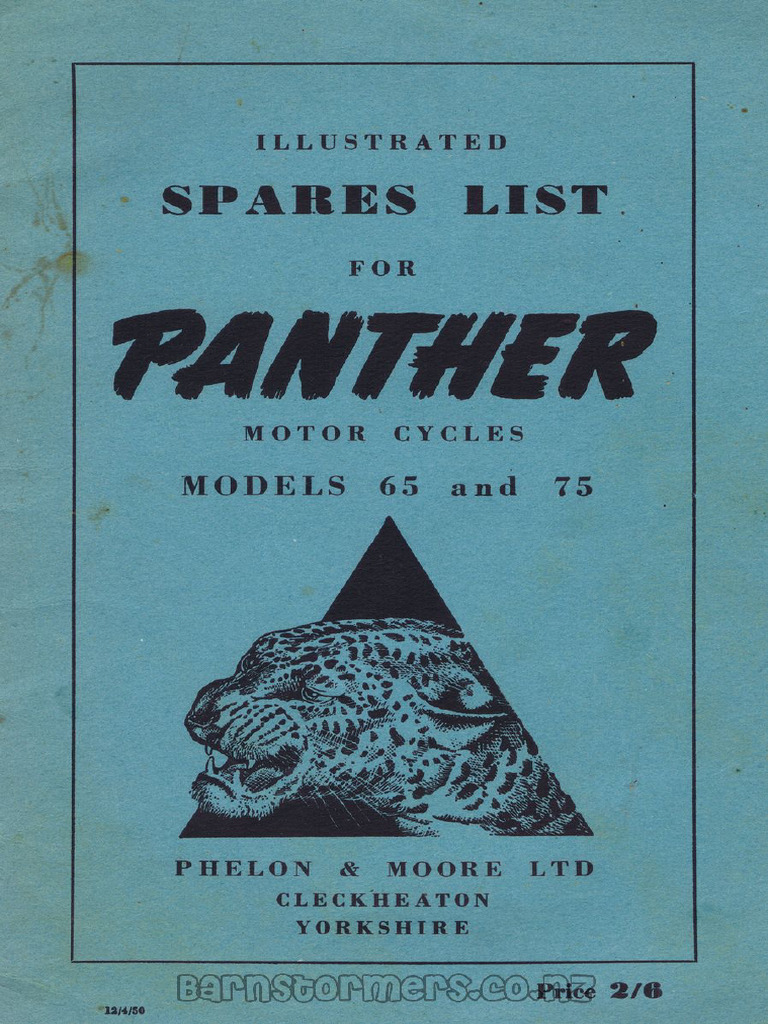 ILLUSTRATED
SPARES LIST
FOR
PANTHER
MOTOR CYCLES
MODELS 65 and 75
PHELON & MOORE LTD
CLECKHEATON
YORKSHIRE
Barnstormers.co.nz
Price 2/6
12/4/50